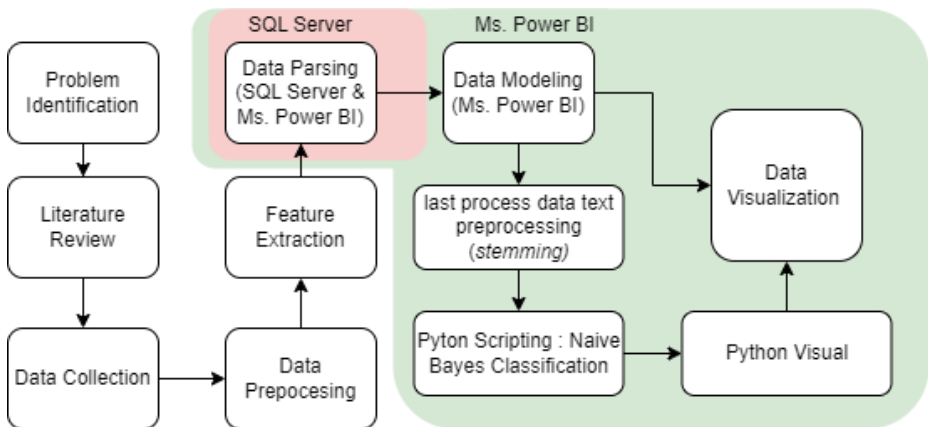 SQL Server
Ms. Power BI
Problem
Identification
Data Parsing
(SQL Server &
Ms. Power BI)
Data Modeling
(Ms. Power BI)
Data
Visualization
Literature
Review
Feature
Extraction
last process data text
preprocessing
(stemming)
Data Collection
Data
Prepocesing
Pyton Scripting : Naive
Bayes Classification
Python Visual